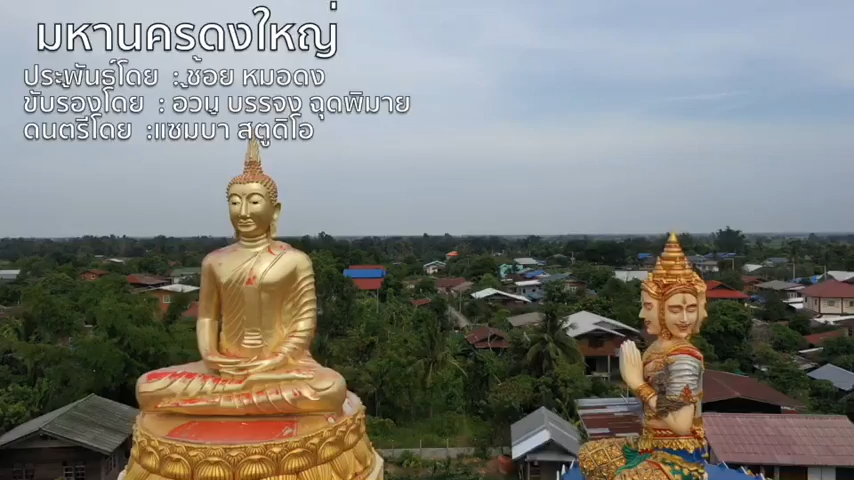 มหานครดงใหญ่
ประพันธ์โดย : ช้อย หมอดง
ขับร้องโดย : อ้วน บรรจง ฉุดพิมาย
ดนตรีโดย : แซมบ้า สตูดิโอ